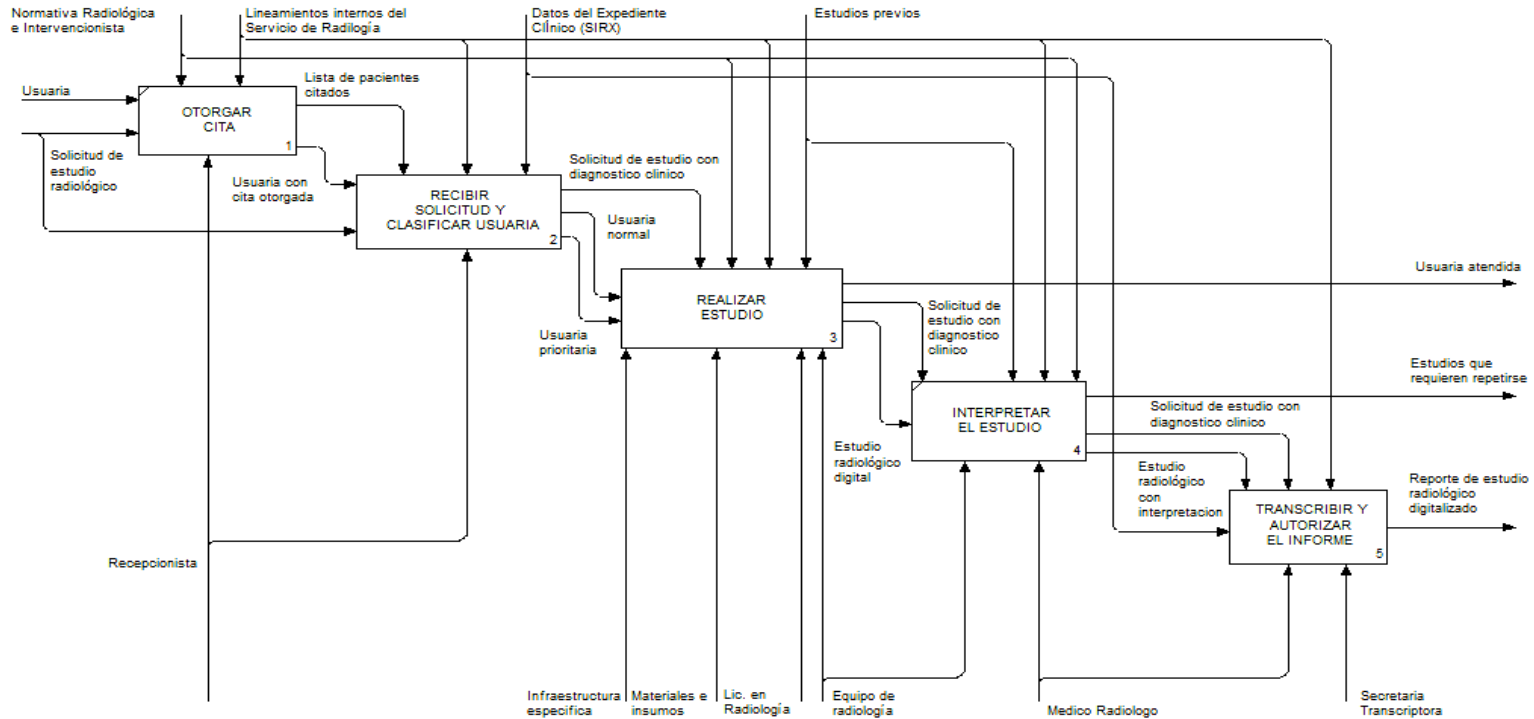 Normativa Radiológica
e Intervencionista
Lineamientos internos del
Servicio de Radilogía
Datos del Expediente
Clínico (SIRX)
Estudios previos
Usuaria
Lista de pacientes
citados
OTORGAR
CITA
1
Solicitud de
estudio
radiológico
Usuaria con
cita otorgada
RECIBIR
SOLICITUD Y
CLASIFICAR USUARIA
2
Solicitud de estudio con
diagnostico clinico
Usuaria
normal
Usuaria
prioritaria
REALIZAR
ESTUDIO
3
Usuaria atendida
Solicitud de
estudio con
diagnostico
clinico
Estudio
radiológico
digital
INTERPRETAR
EL ESTUDIO
4
Estudios que
requieren repetirse
Solicitud de estudio con
diagnostico clinico
Estudio
radiológico
con
interpretacion
TRANSCRIBIR Y
AUTORIZAR
EL INFORME
5
Reporte de estudio
radiológico
digitalizado
Recepcionista
Infraestructura
especifica
Materiales e
insumos
Lic. en
Radiología
Equipo de
radiología
Medico Radiologo
Secretaria
Transcriptora